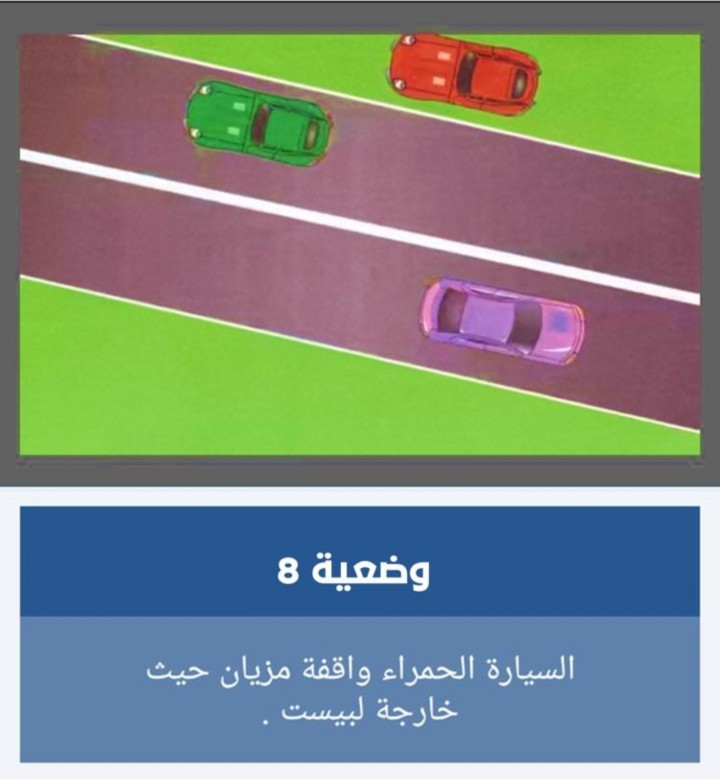 وضعية 8
السيارة الحمراء واقفة مزيان حيث
خارجة لبيست .